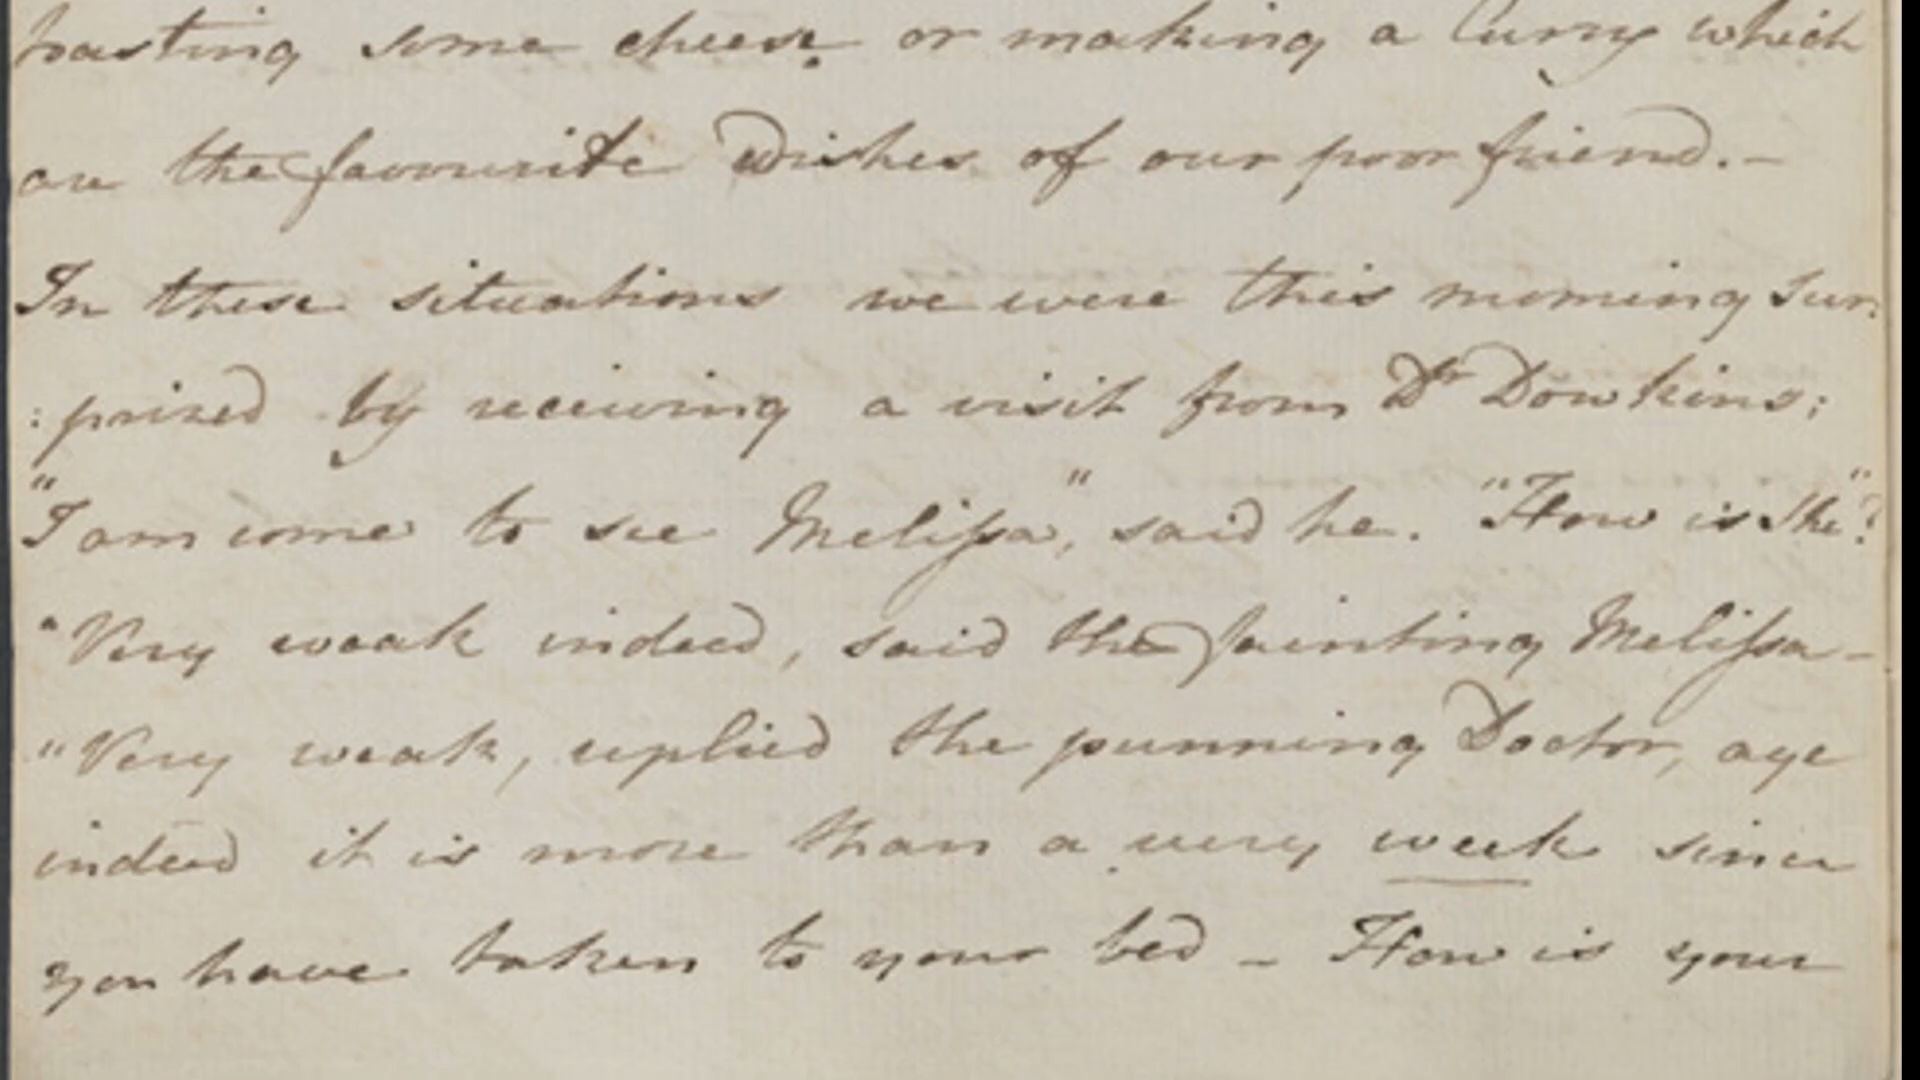 toasting some cheese or making a Curry which
are the favourite Dishes of our poor friend. –
In these situations we were this morning sur:
:prized by receiving a visit from Dr Dowkins;
"I am come to see Melissa", said he. "How is She"?
"Very weak indeed, said the fainting Melissa –
"Very weak, replied the punning Doctor, aye
indeed it is more than a very week since
you have taken to your bed – How is your